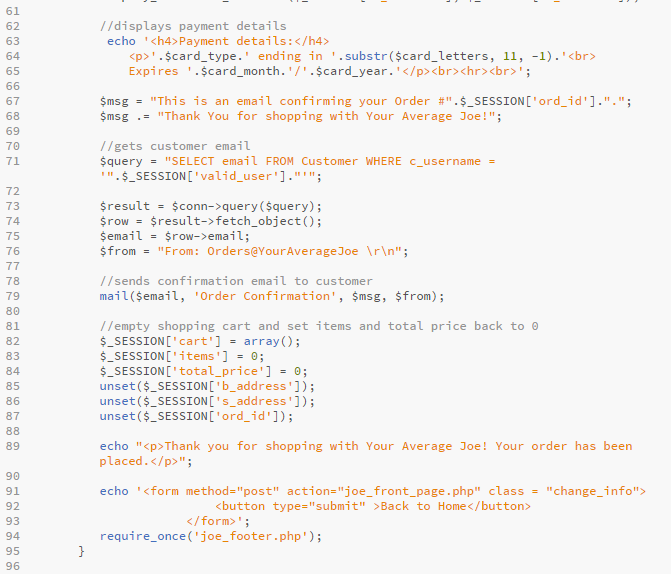 61
62 //displays payment details
63 echo '<h4>Payment details:</h4>
64 <p>'.$card_type.' ending in '.substr($card_letters, 11, -1).'<br>
65 Expires '.$card_month.'/'.$card_year.'</p><br><hr><br>';
66
67 $msg = "This is an email confirming your Order #".$_SESSION['ord_id'].".";
68 $msg .= "Thank You for shopping with Your Average Joe!";
69
70 //gets customer email
71 $query = "SELECT email FROM Customer WHERE c_username =
'".$_SESSION['valid_user']."'";
72
73 $result = $conn->query($query);
74 $row = $result->fetch_object();
75 $email = $row->email;
76 $from = "From: Orders@YourAverageJoe \r\n";
77
78 //sends confirmation email to customer
79 mail($email, 'Order Confirmation', $msg, $from);
80
81 //empty shopping cart and set items and total price back to 0
82 $_SESSION['cart'] = array();
83 $_SESSION['items'] = 0;
84 $_SESSION['total_price'] = 0;
85 unset($_SESSION['b_address']);
86 unset($_SESSION['s_address']);
87 unset($_SESSION['ord_id']);
88
89 echo "<p>Thank you for shopping with Your Average Joe! Your order has been
placed.</p>";
90
91 echo '<form method="post" action="joe_front_page.php" class = "change_info">
92 <button type="submit" >Back to Home</button>
93 </form>';
94 require_once('joe_footer.php');
95 }
96